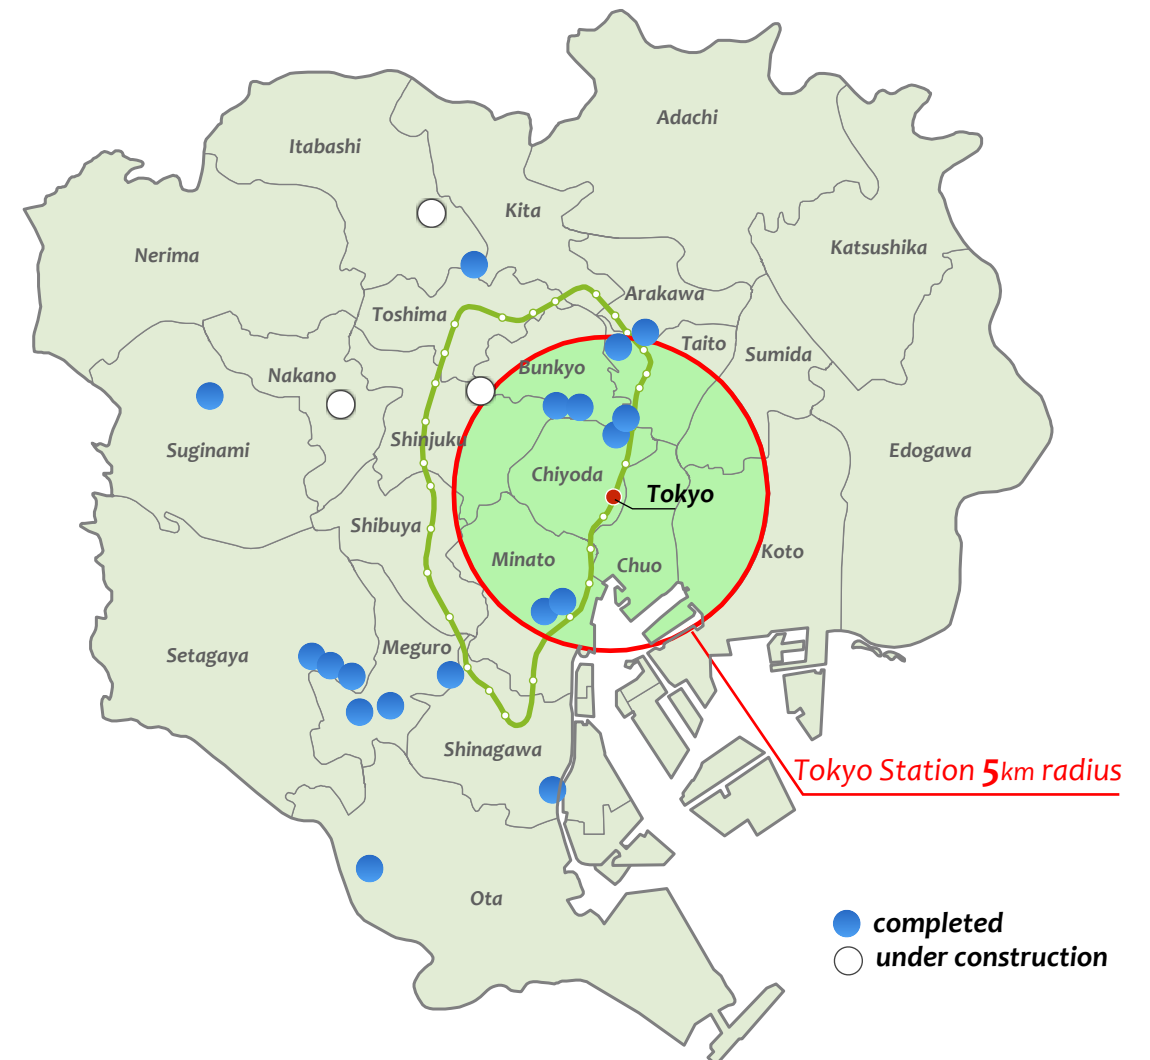 Adachi
Itabashi
Kita
Katsushika
Nerima
Arakawa
Toshima
Taito
Sumida
Bunkyo
Nakano
Shinjuku
Suginami
Edogawa
Chiyoda
Tokyo
Shibuya
Koto
Minato
Chuo
Meguro
Setagaya
Shinagawa
Tokyo Station 5km radius
Ota
completed
under construction